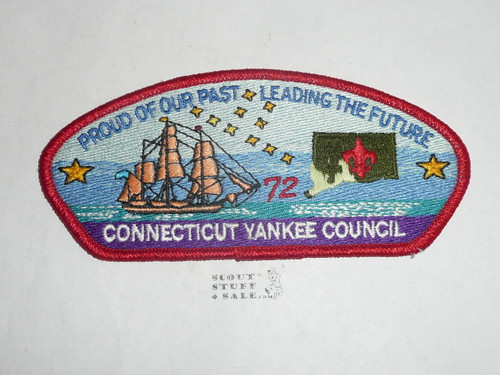 PROUD OF OUR PAST LEADING THE FUTURE
72
CONNECTICUT YANKEE COUNCIL
SCOUT
STUFF
4 SALE.com